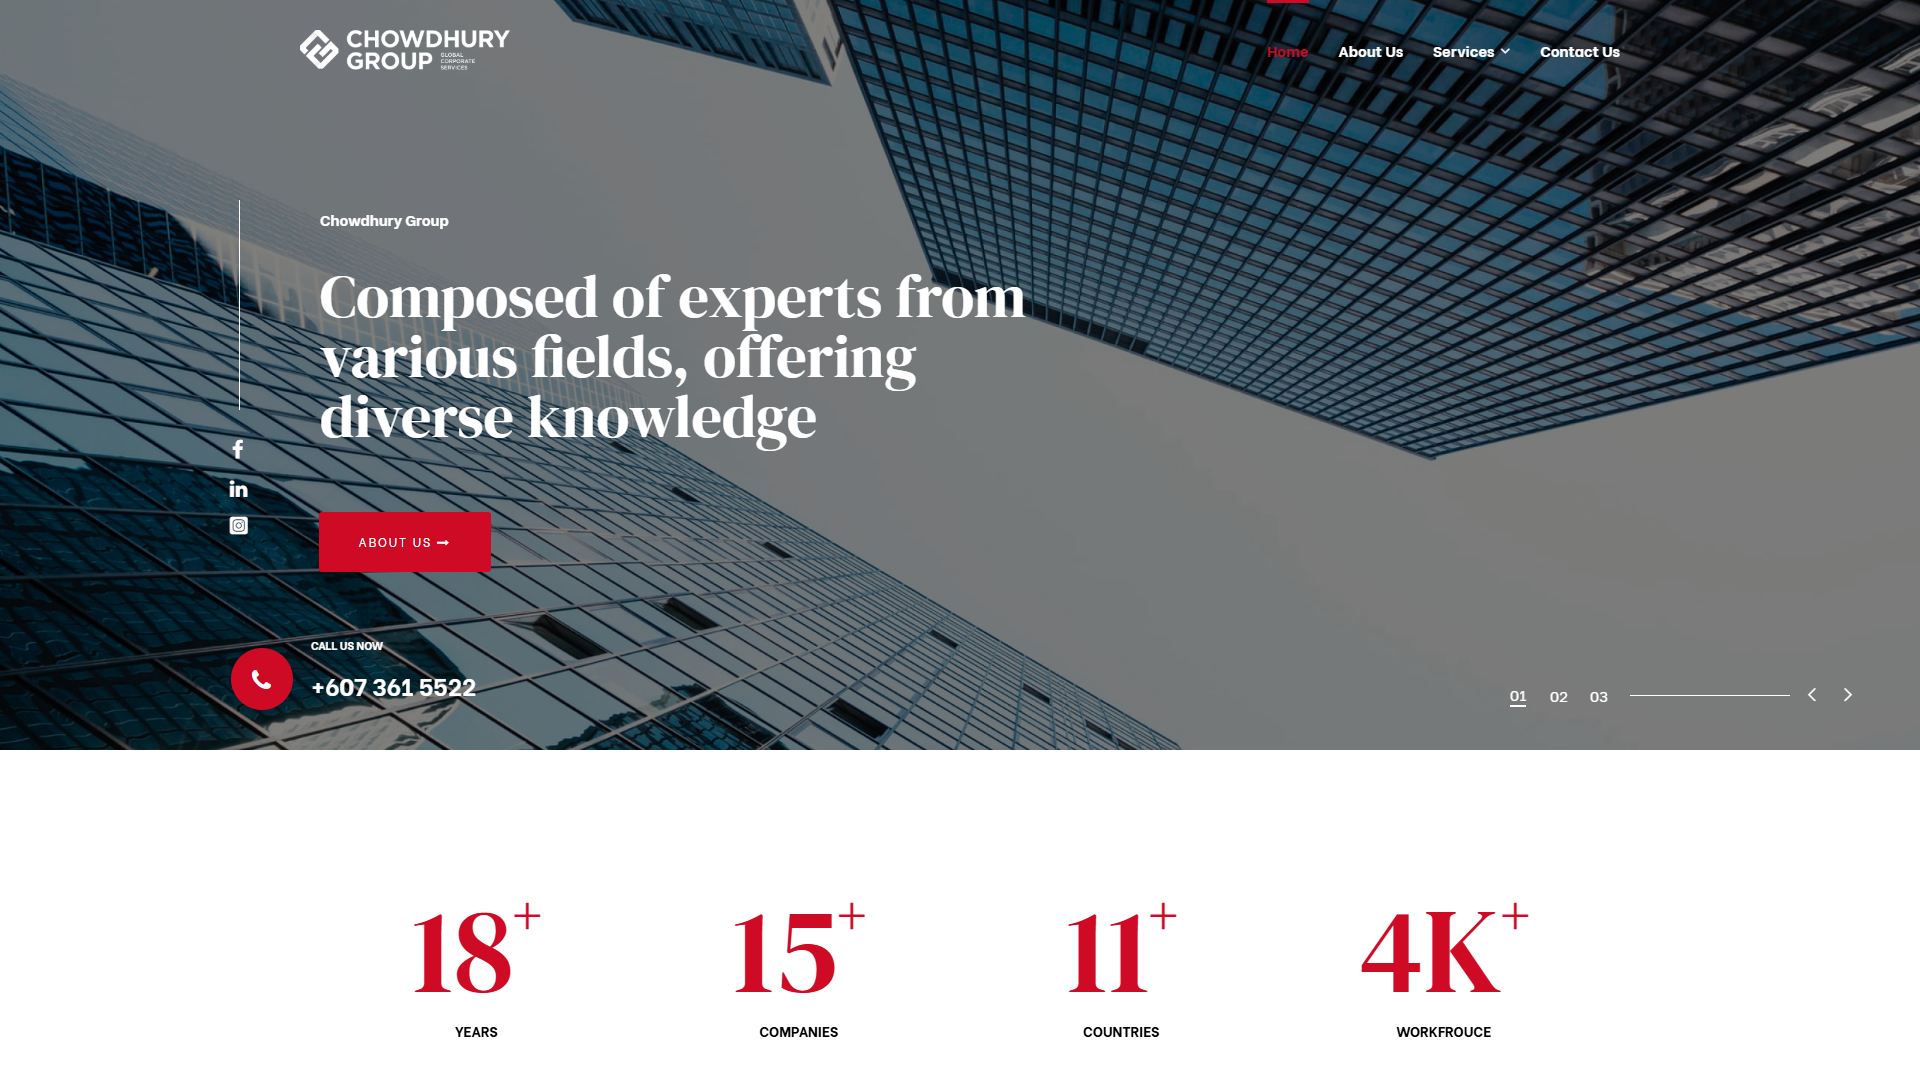 CHOWDHURY
GROUP
GLOBAL
CORPORATE
SERVICES
Home
About Us
Services
Contact Us
Chowdhury Group
Composed of experts from
various fields, offering
diverse knowledge
ABOUT US
CALL US NOW
+607 361 5522
01
02
03
18+
YEARS
15+
COMPANIES
11+
COUNTRIES
4K+
WORKFROUCE